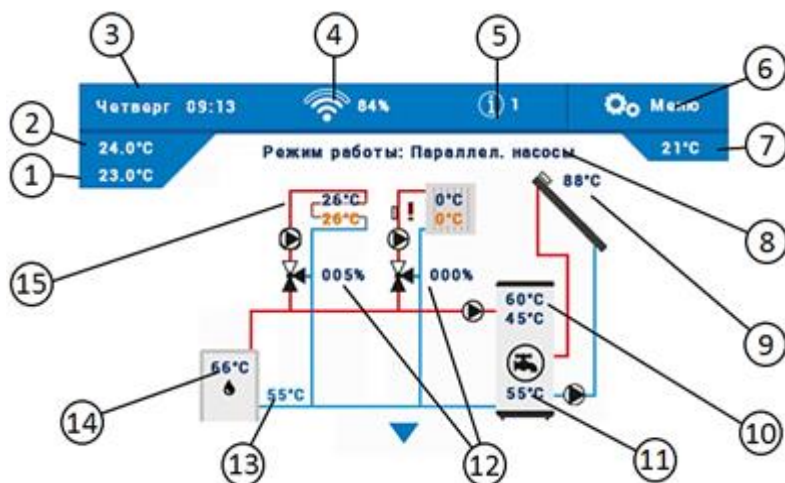 3
4
5
6
Четверг 09:13
84%
1
Меню
2
24.0°C
Режим работы: Параллел. насосы
21°C
7
1
23.0°C
88°C
8
26°C
26°C
0°C
0°C
15
005%
000%
9
60°C
45°C
66°C
55°C
55°C
10
14
13
12
11